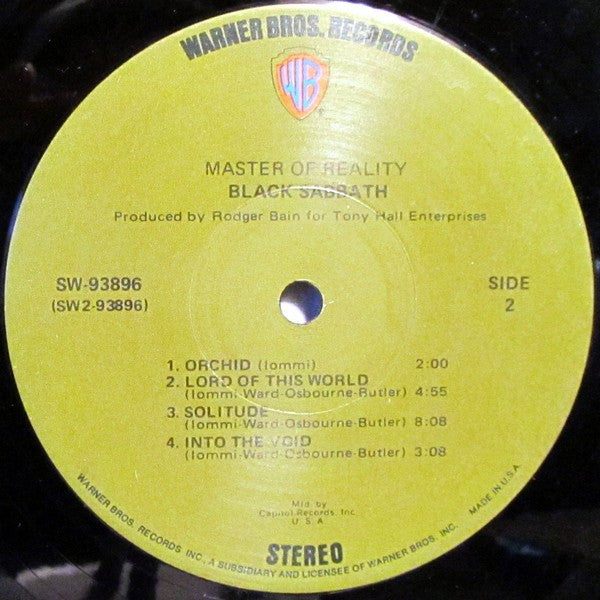 WARNER BROS. RECORDS
WB
MASTER OF REALITY
BLACK SABBATH
Produced by Rodger Bain for Tony Hall Enterprises
SW-93896
(SW2-93896)
SIDE
2
1. ORCHID (Iommi) 2:00
2. LORD OF THIS WORLD
(Iommi-Ward-Osbourne-Butler) 4:55
3. SOLITUDE
(Iommi-Ward-Osbourne-Butler) 8:08
4. INTO THE VOID
(Iommi-Ward-Osbourne-Butler) 3:08
Mfd by
Capitol Records, Inc
U S A
STEREO
WARNER BROS. RECORDS INC., A SUBSIDIARY AND LICENSEE OF WARNER BROS. INC. MADE IN U.S.A.